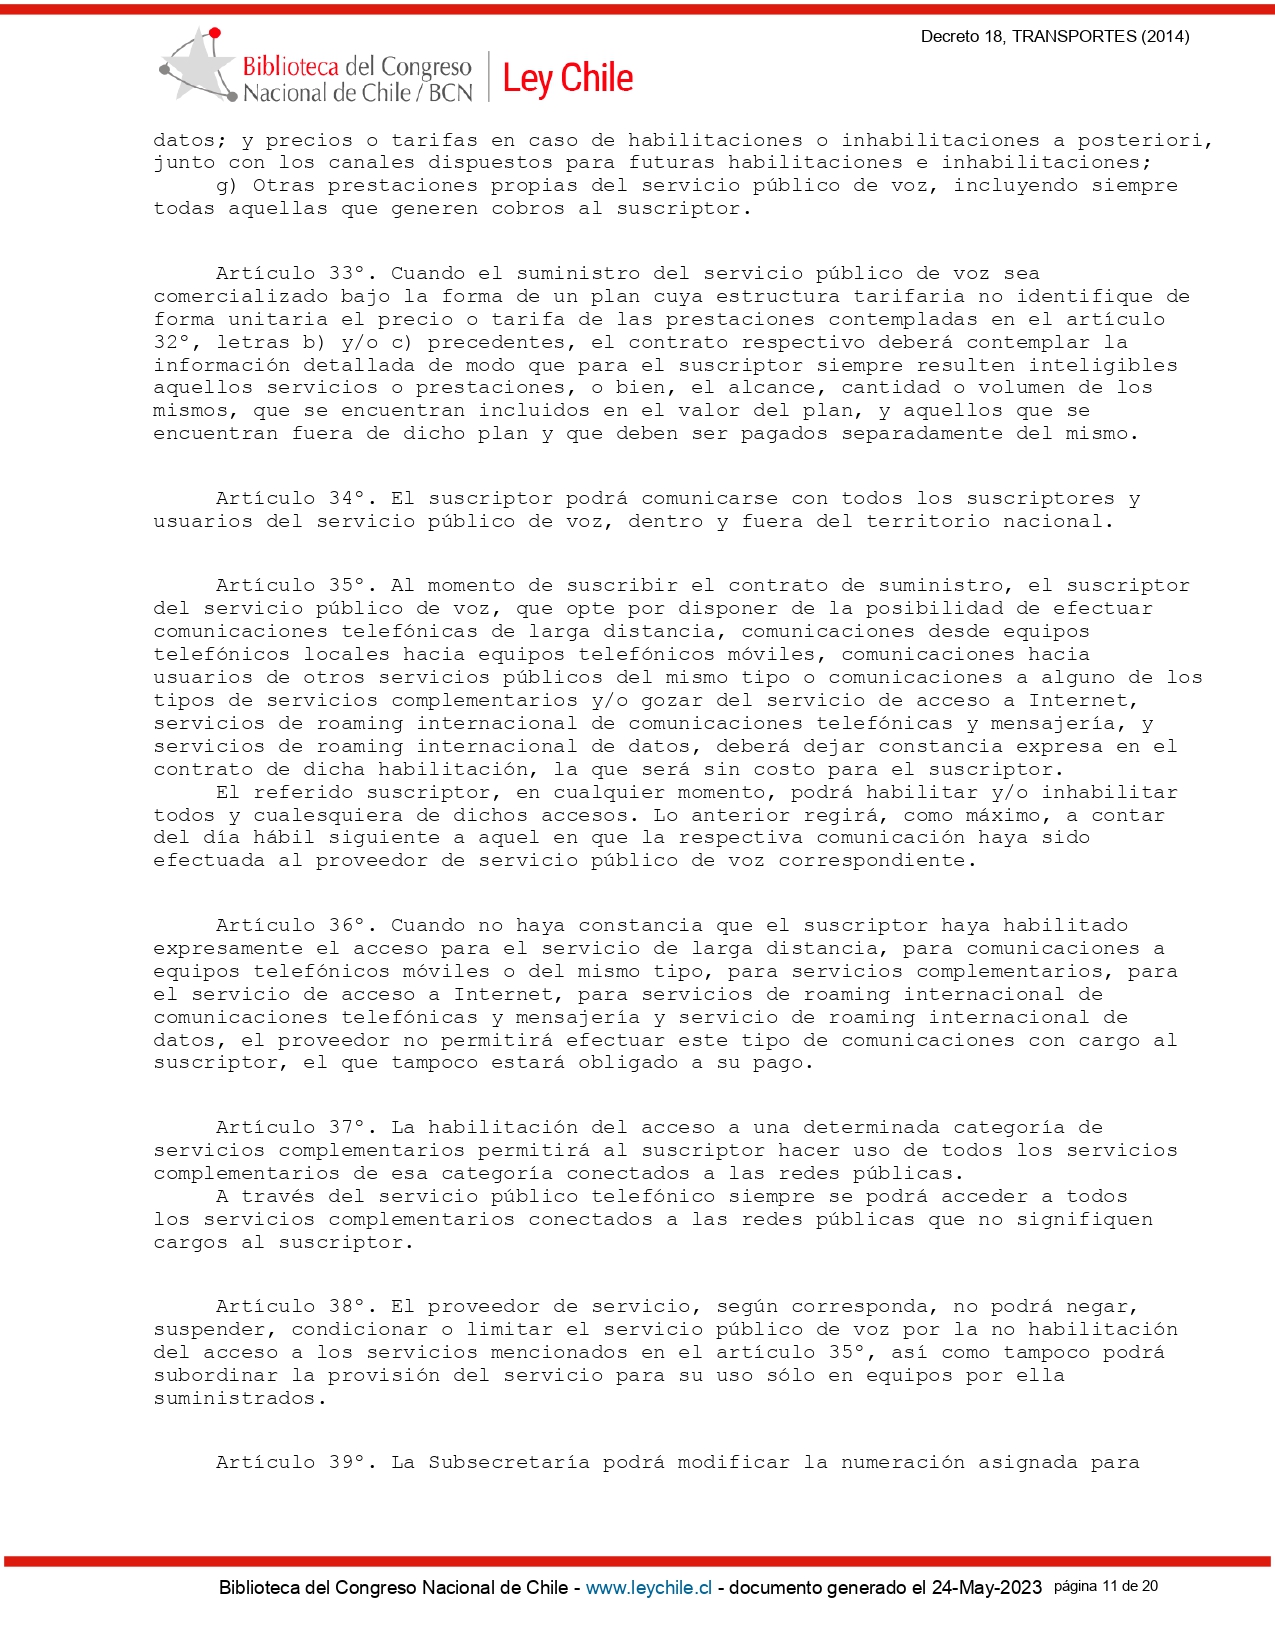 Decreto 18, TRANSPORTES (2014)
Biblioteca del Congreso
Nacional de Chile / BCN
Ley Chile
datos; y precios o tarifas en caso de habilitaciones o inhabilitaciones a posteriori,
junto con los canales dispuestos para futuras habilitaciones e inhabilitaciones;
g) Otras prestaciones propias del servicio público de voz, incluyendo siempre
todas aquellas que generen cobros al suscriptor.
Artículo 33º. Cuando el suministro del servicio público de voz sea
comercializado bajo la forma de un plan cuya estructura tarifaria no identifique de
forma unitaria el precio o tarifa de las prestaciones contempladas en el artículo
32º, letras b) y/o c) precedentes, el contrato respectivo deberá contemplar la
información detallada de modo que para el suscriptor siempre resulten inteligibles
aquellos servicios o prestaciones, o bien, el alcance, cantidad o volumen de los
mismos, que se encuentran incluidos en el valor del plan, y aquellos que se
encuentran fuera de dicho plan y que deben ser pagados separadamente del mismo.
Artículo 34º. El suscriptor podrá comunicarse con todos los suscriptores y
usuarios del servicio público de voz, dentro y fuera del territorio nacional.
Artículo 35º. Al momento de suscribir el contrato de suministro, el suscriptor
del servicio público de voz, que opte por disponer de la posibilidad de efectuar
comunicaciones telefónicas de larga distancia, comunicaciones desde equipos
telefónicos locales hacia equipos telefónicos móviles, comunicaciones hacia
usuarios de otros servicios públicos del mismo tipo o comunicaciones a alguno de los
tipos de servicios complementarios y/o gozar del servicio de acceso a Internet,
servicios de roaming internacional de comunicaciones telefónicas y mensajería, y
servicios de roaming internacional de datos, deberá dejar constancia expresa en el
contrato de dicha habilitación, la que será sin costo para el suscriptor.
El referido suscriptor, en cualquier momento, podrá habilitar y/o inhabilitar
todos y cualesquiera de dichos accesos. Lo anterior regirá, como máximo, a contar
del día hábil siguiente a aquel en que la respectiva comunicación haya sido
efectuada al proveedor de servicio público de voz correspondiente.
Artículo 36º. Cuando no haya constancia que el suscriptor haya habilitado
expresamente el acceso para el servicio de larga distancia, para comunicaciones a
equipos telefónicos móviles o del mismo tipo, para servicios complementarios, para
el servicio de acceso a Internet, para servicios de roaming internacional de
comunicaciones telefónicas y mensajería y servicio de roaming internacional de
datos, el proveedor no permitirá efectuar este tipo de comunicaciones con cargo al
suscriptor, el que tampoco estará obligado a su pago.
Artículo 37º. La habilitación del acceso a una determinada categoría de
servicios complementarios permitirá al suscriptor hacer uso de todos los servicios
complementarios de esa categoría conectados a las redes públicas.
A través del servicio público telefónico siempre se podrá acceder a todos
los servicios complementarios conectados a las redes públicas que no signifiquen
cargos al suscriptor.
Artículo 38º. El proveedor de servicio, según corresponda, no podrá negar,
suspender, condicionar o limitar el servicio público de voz por la no habilitación
del acceso a los servicios mencionados en el artículo 35º, así como tampoco podrá
subordinar la provisión del servicio para su uso sólo en equipos por ella
suministrados.
Artículo 39º. La Subsecretaría podrá modificar la numeración asignada para
Biblioteca del Congreso Nacional de Chile - www.leychile.cl - documento generado el 24-May-2023 página 11 de 20